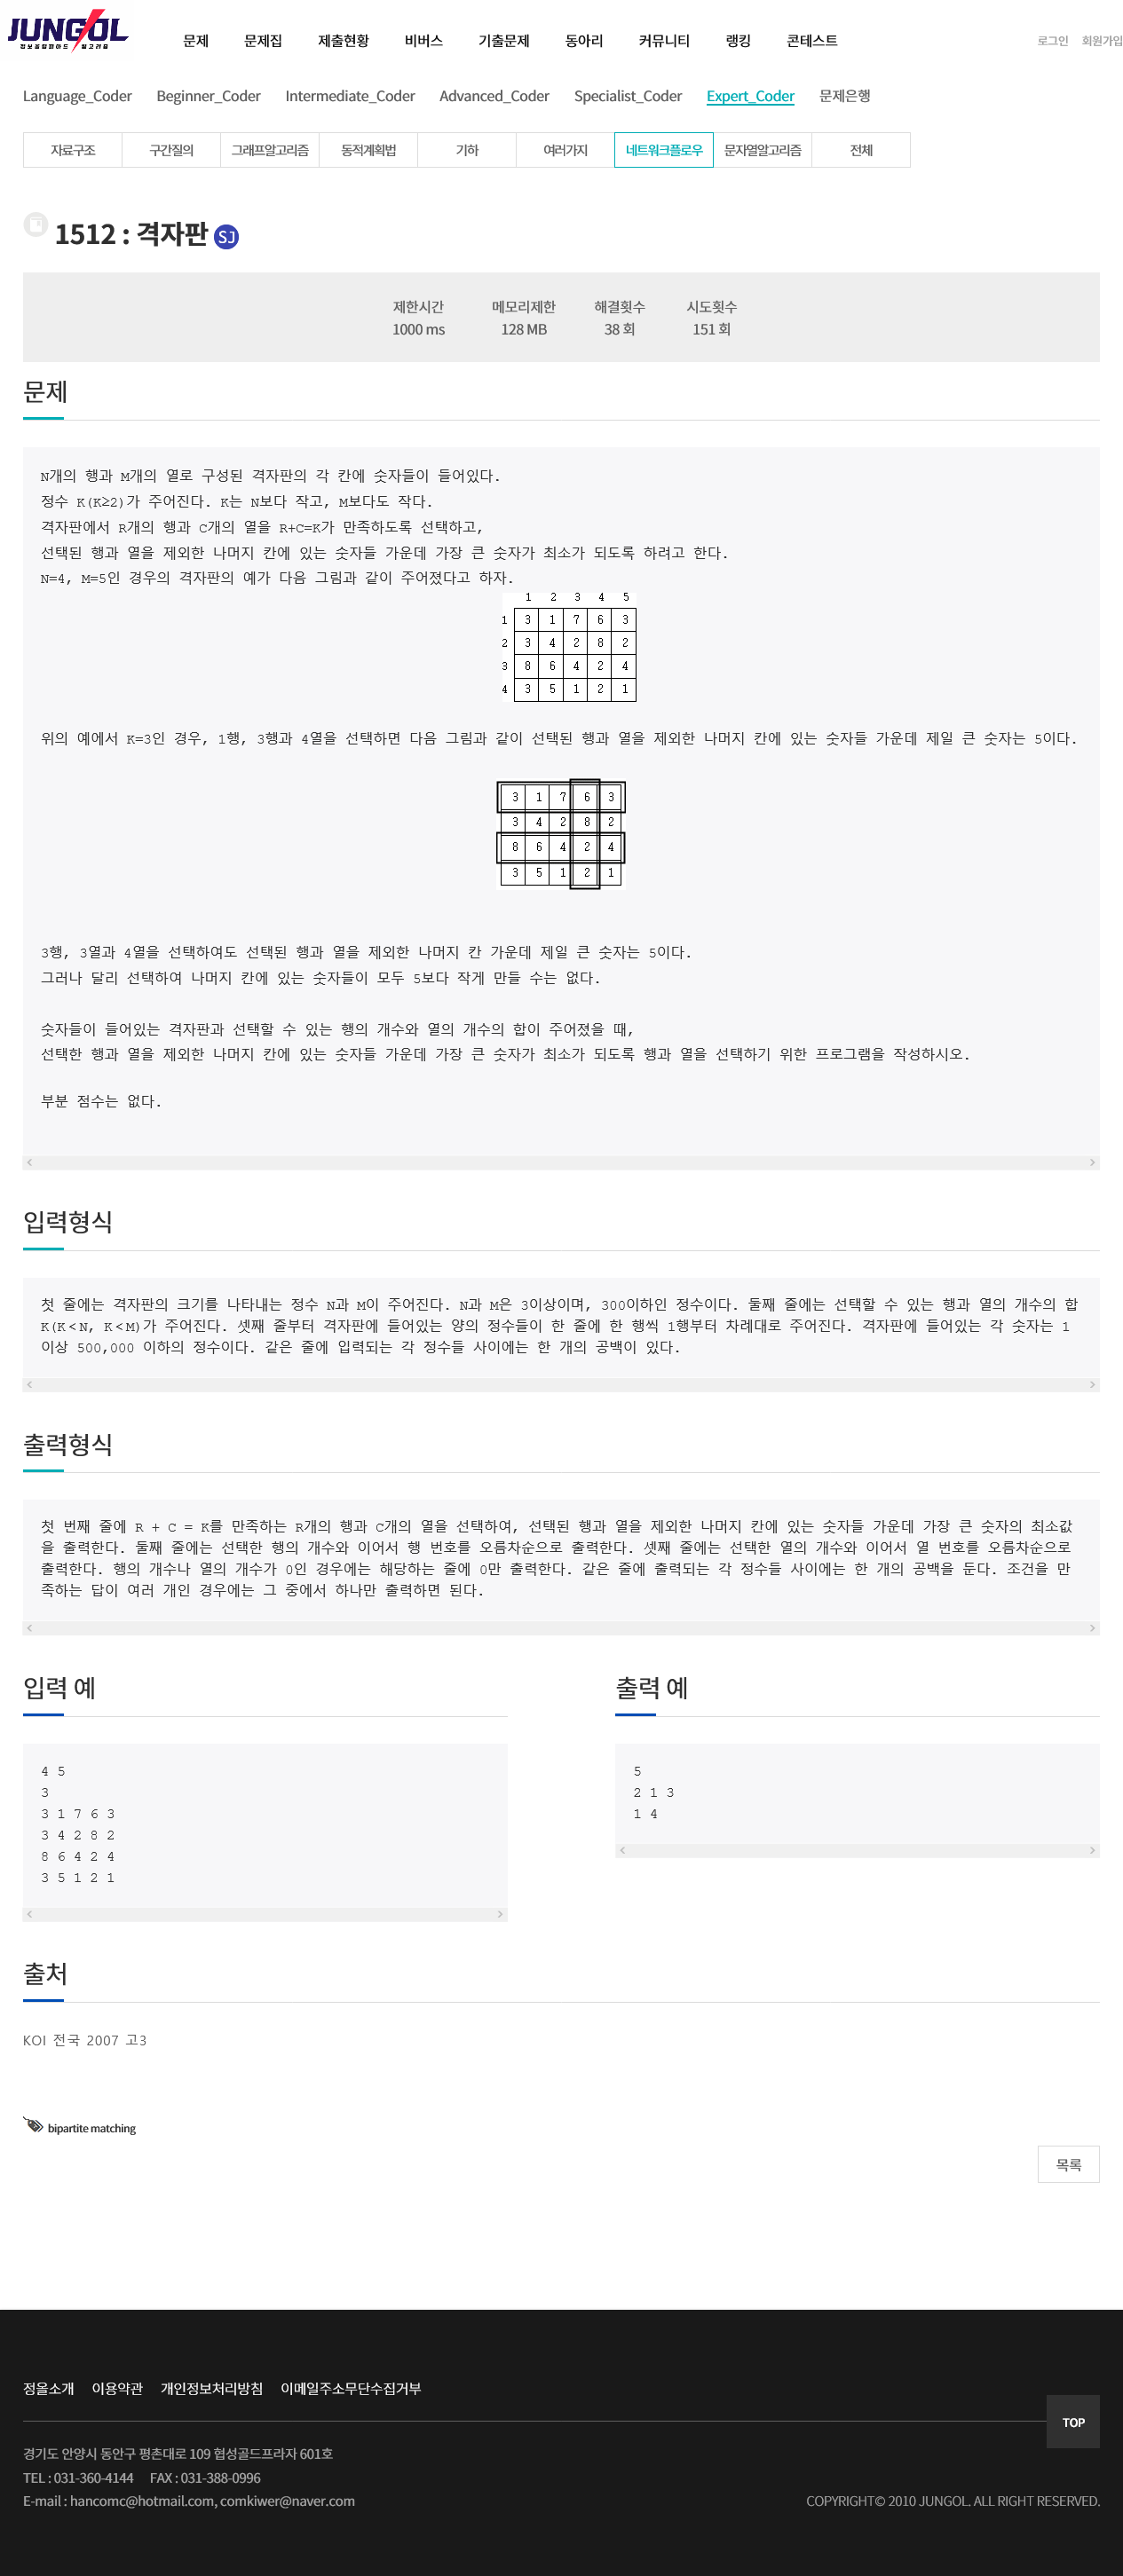 JUNGOL
정보올림피아드 알고리즘
문제 문제집 제출현황 비버스 기출문제 동아리 커뮤니티 랭킹 콘테스트
로그인 회원가입
Language_Coder Beginner_Coder Intermediate_Coder Advanced_Coder Specialist_Coder Expert_Coder 문제은행
자료구조 구간질의 그래프알고리즘 동적계획법 기하 여러가지 네트워크플로우 문자열알고리즘 전체
1512 : 격자판 SJ
제한시간 메모리제한 해결횟수 시도횟수
1000 ms 128 MB 38 회 151 회
문제
N개의 행과 M개의 열로 구성된 격자판의 각 칸에 숫자들이 들어있다.
정수 K(K≥2)가 주어진다. K는 N보다 작고, M보다도 작다.
격자판에서 R개의 행과 C개의 열을 R+C=K가 만족하도록 선택하고,
선택된 행과 열을 제외한 나머지 칸에 있는 숫자들 가운데 가장 큰 숫자가 최소가 되도록 하려고 한다.
N=4, M=5인 경우의 격자판의 예가 다음 그림과 같이 주어졌다고 하자.
1 2 3 4 5
1 3 1 7 6 3
2 3 4 2 8 2
3 8 6 4 2 4
4 3 5 1 2 1
위의 예에서 K=3인 경우, 1행, 3행과 4열을 선택하면 다음 그림과 같이 선택된 행과 열을 제외한 나머지 칸에 있는 숫자들 가운데 제일 큰 숫자는 5이다.
3 1 7 6 3
3 4 2 8 2
8 6 4 2 4
3 5 1 2 1
3행, 3열과 4열을 선택하여도 선택된 행과 열을 제외한 나머지 칸 가운데 제일 큰 숫자는 5이다.
그러나 달리 선택하여 나머지 칸에 있는 숫자들이 모두 5보다 작게 만들 수는 없다.
숫자들이 들어있는 격자판과 선택할 수 있는 행의 개수와 열의 개수의 합이 주어졌을 때,
선택한 행과 열을 제외한 나머지 칸에 있는 숫자들 가운데 가장 큰 숫자가 최소가 되도록 행과 열을 선택하기 위한 프로그램을 작성하시오.
부분 점수는 없다.
입력형식
첫 줄에는 격자판의 크기를 나타내는 정수 N과 M이 주어진다. N과 M은 3이상이며, 300이하인 정수이다. 둘째 줄에는 선택할 수 있는 행과 열의 개수의 합
K(K<N, K<M)가 주어진다. 셋째 줄부터 격자판에 들어있는 양의 정수들이 한 줄에 한 행씩 1행부터 차례대로 주어진다. 격자판에 들어있는 각 숫자는 1
이상 500,000 이하의 정수이다. 같은 줄에 입력되는 각 정수들 사이에는 한 개의 공백이 있다.
출력형식
첫 번째 줄에 R + C = K를 만족하는 R개의 행과 C개의 열을 선택하여, 선택된 행과 열을 제외한 나머지 칸에 있는 숫자들 가운데 가장 큰 숫자의 최소값
을 출력한다. 둘째 줄에는 선택한 행의 개수와 이어서 행 번호를 오름차순으로 출력한다. 셋째 줄에는 선택한 열의 개수와 이어서 열 번호를 오름차순으로
출력한다. 행의 개수나 열의 개수가 0인 경우에는 해당하는 줄에 0만 출력한다. 같은 줄에 출력되는 각 정수들 사이에는 한 개의 공백을 둔다. 조건을 만
족하는 답이 여러 개인 경우에는 그 중에서 하나만 출력하면 된다.
입력 예
4 5
3
3 1 7 6 3
3 4 2 8 2
8 6 4 2 4
3 5 1 2 1
출력 예
5
2 1 3
1 4
출처
KOI 전국 2007 고3
bipartite matching
목록
정올소개 이용약관 개인정보처리방침 이메일주소무단수집거부
TOP
경기도 안양시 동안구 평촌대로 109 협성골드프라자 601호
TEL : 031-360-4144 FAX : 031-388-0996
E-mail : hancomc@hotmail.com, comkiwer@naver.com
COPYRIGHT© 2010 JUNGOL. ALL RIGHT RESERVED.